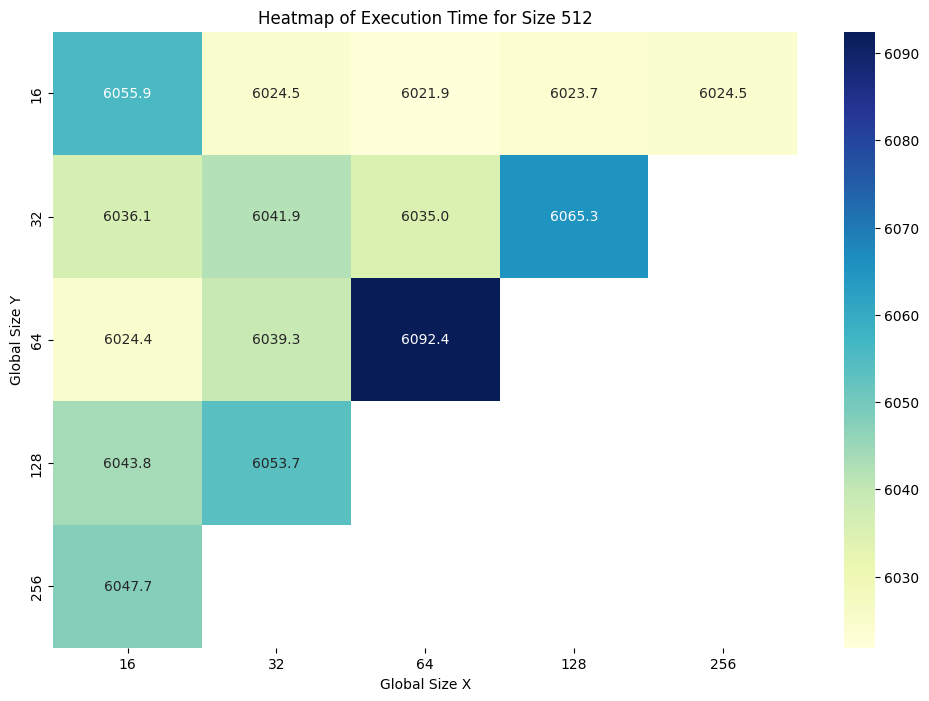 Heatmap of Execution Time for Size 512
16 6055.9 6024.5 6021.9 6023.7 6024.5
32 6036.1 6041.9 6035.0 6065.3
64 6024.4 6039.3 6092.4
128 6043.8 6053.7
256 6047.7
16 32 64 128 256
Global Size X
Global Size Y
6090
6080
6070
6060
6050
6040
6030